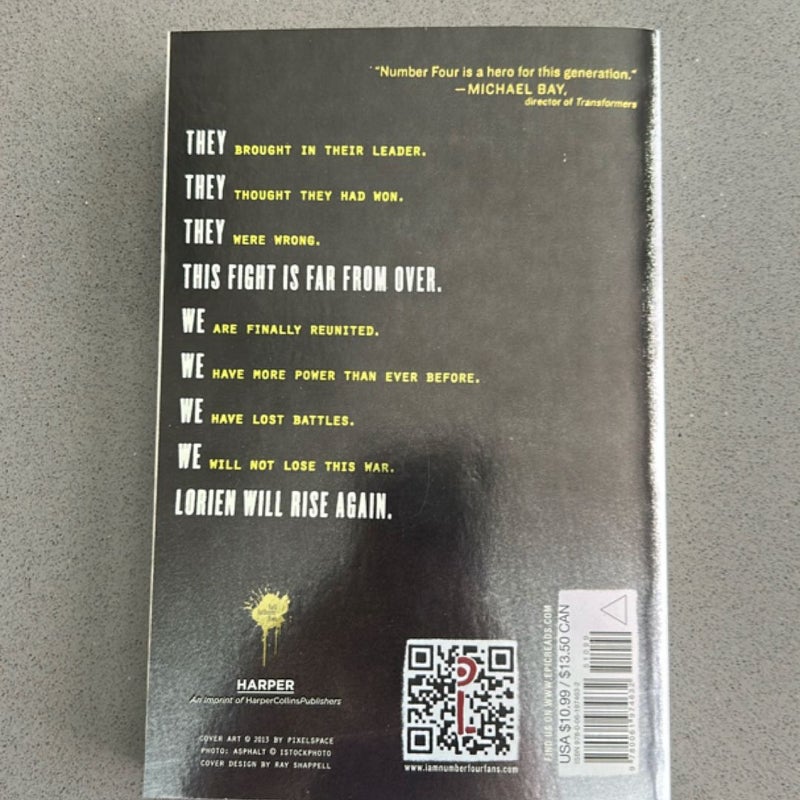 "Number Four is a hero for this generation."
—MICHAEL BAY,
director of Transformers
THEY BROUGHT IN THEIR LEADER.
THEY THOUGHT THEY HAD WON.
THEY WERE WRONG.
THIS FIGHT IS FAR FROM OVER.
WE ARE FINALLY REUNITED.
WE HAVE MORE POWER THAN EVER BEFORE.
WE HAVE LOST BATTLES.
WE WILL NOT LOSE THIS WAR.
LORIEN WILL RISE AGAIN.
HARPER
An imprint of HarperCollinsPublishers
COVER ART © 2013 BY PIXELSPACE
PHOTO: ASPHALT © ISTOCKPHOTO
COVER DESIGN BY RAY SHAPPELL
www.iamnumberfourfans.com
FIND US ON WWW.EPICREADS.COM
USA $10.99 / $13.50 CAN
51099